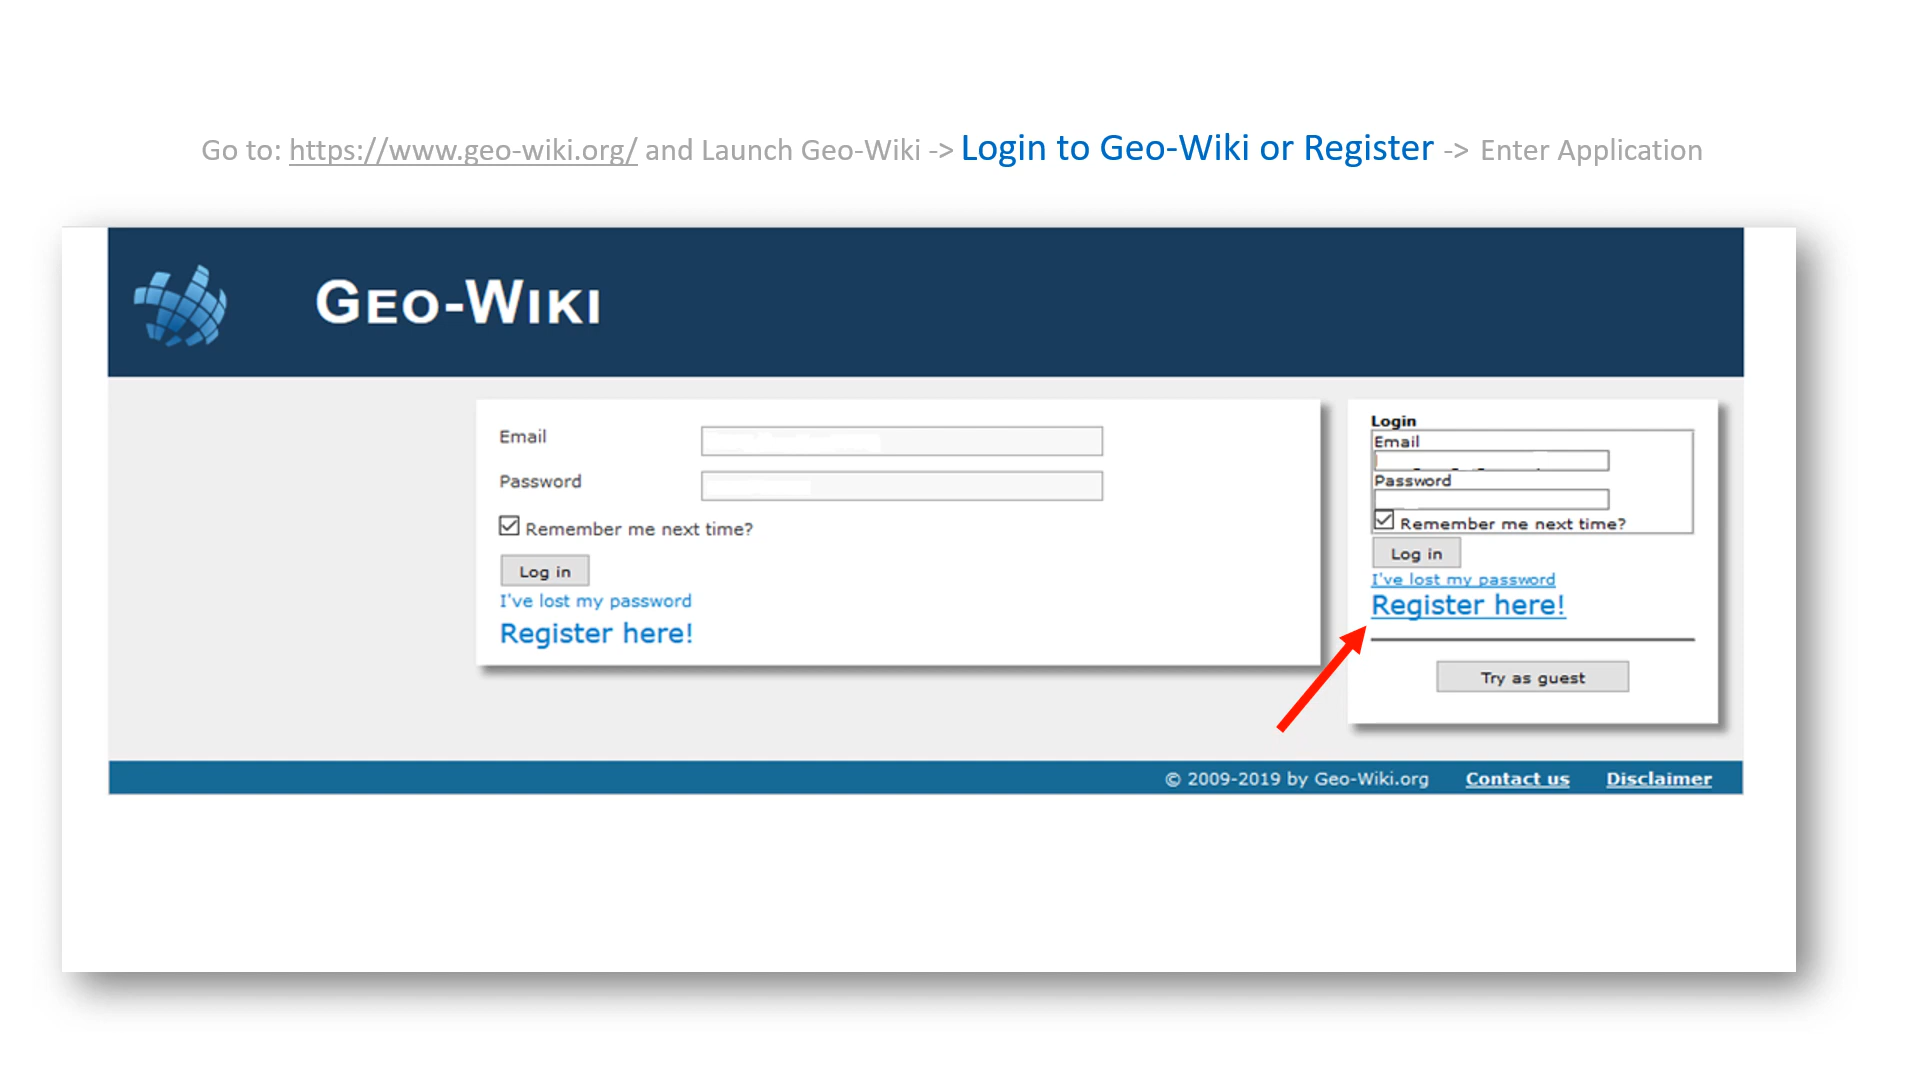 Go to: https://www.geo-wiki.org/ and Launch Geo-Wiki -> Login to Geo-Wiki or Register -> Enter Application
GEO-WIKI
Email
Password
Remember me next time?
Log in
I've lost my password
Register here!
Login
Email
Password
Remember me next time?
Log in
I've lost my password
Register here!
Try as guest
© 2009-2019 by Geo-Wiki.org Contact us Disclaimer